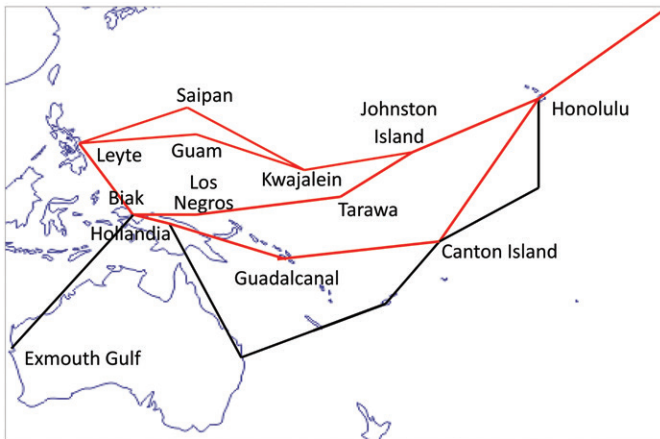 Saipan
Johnston
Island
Honolulu
Leyte
Guam
Kwajalein
Los
Negros
Biak
Tarawa
Hollandia
Canton Island
Guadalcanal
Exmouth Gulf